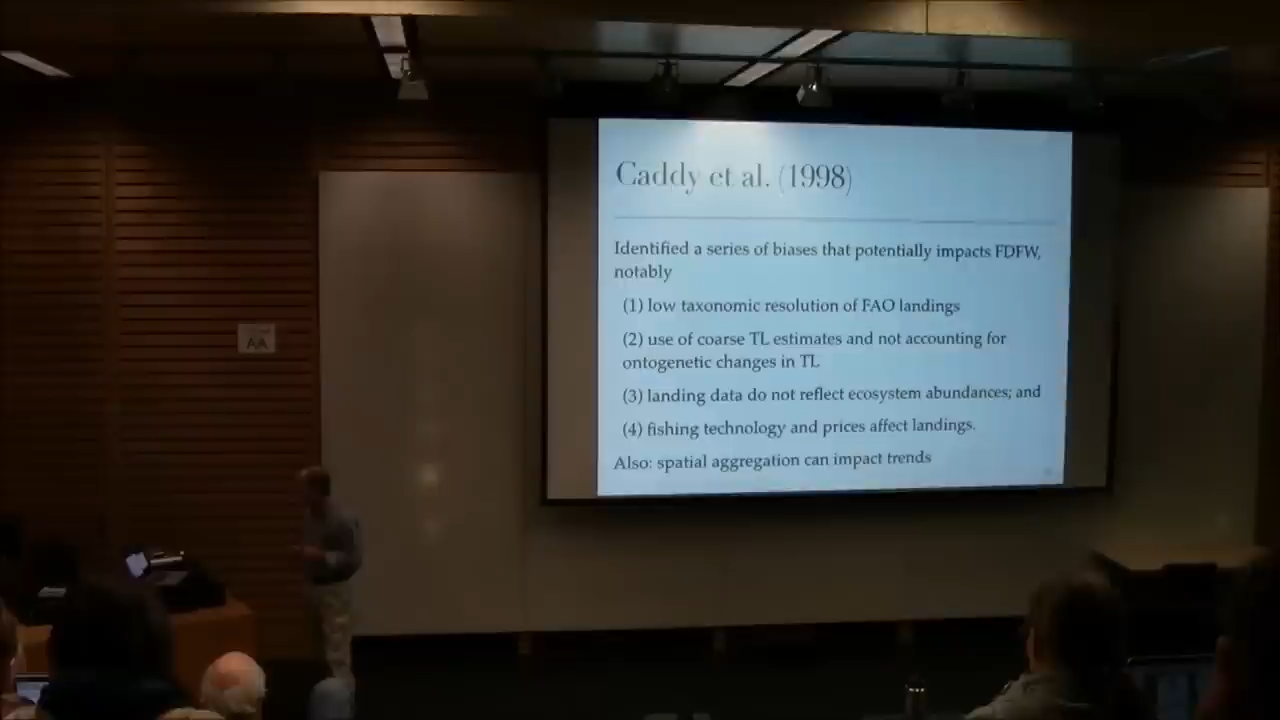 Caddy et al. (1998)
Identified a series of biases that potentially impacts FDFW,
notably
(1) low taxonomic resolution of FAO landings
(2) use of coarse TL estimates and not accounting for
ontogenetic changes in TL
(3) landing data do not reflect ecosystem abundances; and
(4) fishing technology and prices affect landings.
Also: spatial aggregation can impact trends
AA